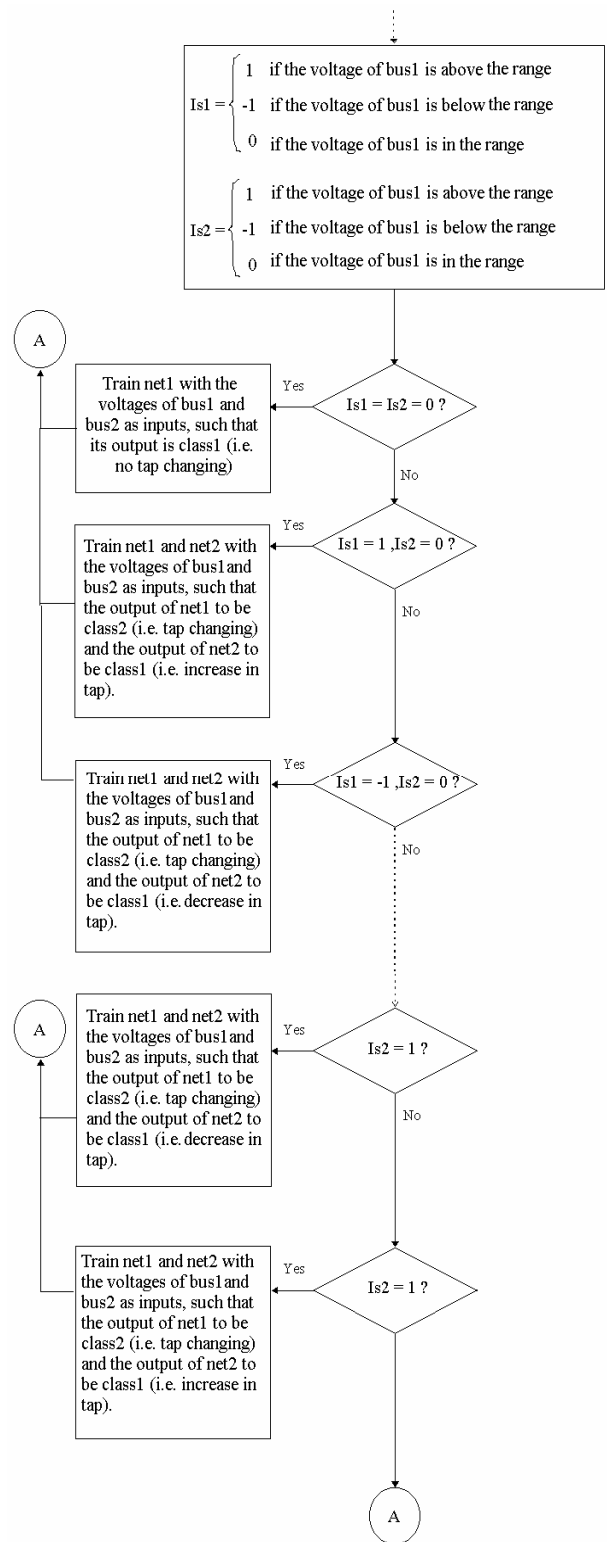 Is1 =
1 if the voltage of bus1 is above the range
-1 if the voltage of bus1 is below the range
0 if the voltage of bus1 is in the range
Is2 =
1 if the voltage of bus1 is above the range
-1 if the voltage of bus1 is below the range
0 if the voltage of bus1 is in the range
A
Is1 = Is2 = 0 ?
Yes
Train net1 with the
voltages of bus1 and
bus2 as inputs, such that
its output is class1 (i.e.
no tap changing)
No
Is1 = 1 ,Is2 = 0 ?
Yes
Train net1 and net2 with
the voltages of bus1and
bus2 as inputs, such that
the output of net1 to be
class2 (i.e. tap changing)
and the output of net2 to
be class1 (i.e. increase in
tap).
No
Is1 = -1 ,Is2 = 0 ?
Yes
Train net1 and net2 with
the voltages of bus1and
bus2 as inputs, such that
the output of net1 to be
class2 (i.e. tap changing)
and the output of net2 to
be class1 (i.e. decrease in
tap).
No
A
Is2 = 1 ?
Yes
Train net1 and net2 with
the voltages of bus1and
bus2 as inputs, such that
the output of net1 to be
class2 (i.e. tap changing)
and the output of net2 to
be class1 (i.e. decrease in
tap).
No
Is2 = 1 ?
Yes
Train net1 and net2 with
the voltages of bus1and
bus2 as inputs, such that
the output of net1 to be
class2 (i.e. tap changing)
and the output of net2 to
be class1 (i.e. increase in
tap).
A